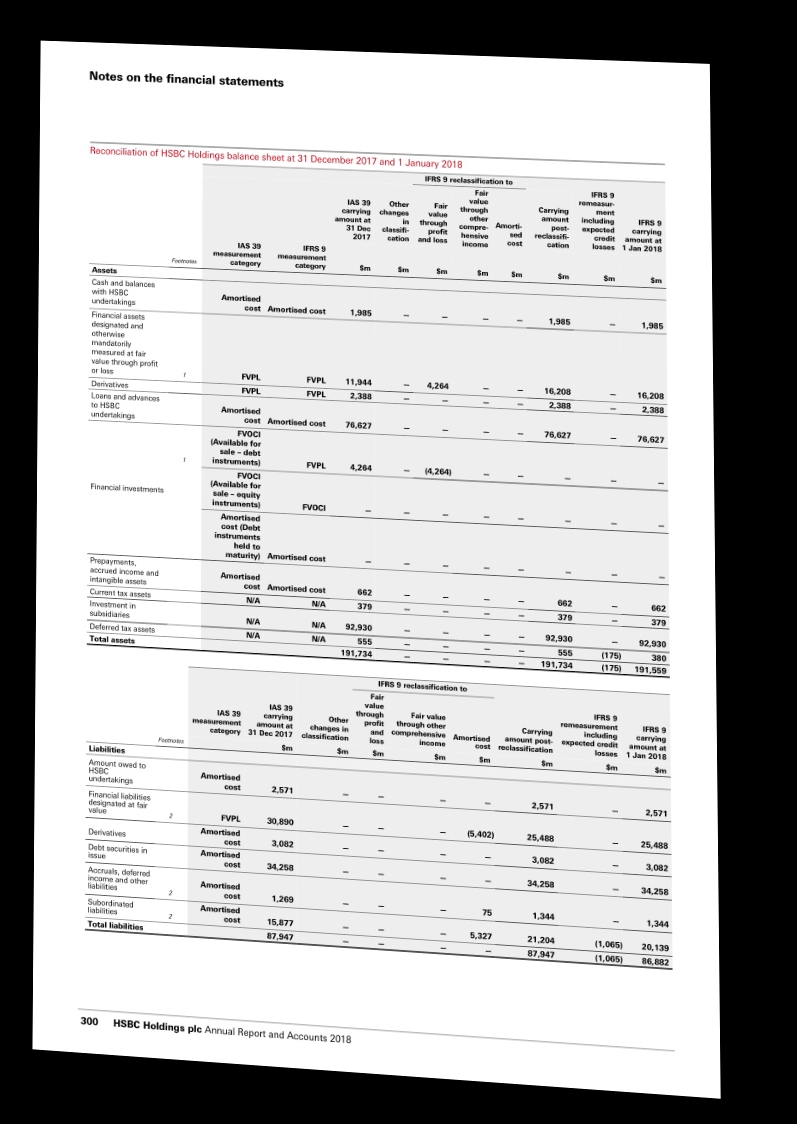 Notes on the financial statements
Reconciliation of HSBC Holdings balance sheet at 31 December 2017 and 1 January 2018
IFRS 9 reclassification to
Footnotes IAS 39 measurement category IFRS 9 measurement category IAS 39 carrying amount at 31 Dec 2017 Other changes in classifi- cation Fair value through profit and loss Fair value through other compre- hensive income Amorti- sed cost Carrying amount post- reclassifi- cation IFRS 9 remeasur- ment including expected credit losses IFRS 9 carrying amount at 1 Jan 2018
$m $m $m $m $m $m $m $m
Assets
Cash and balances
with HSBC
undertakings Amortised cost Amortised cost 1,985 – – – – 1,985 – 1,985
Financial assets
designated and
otherwise
mandatorily
measured at fair
value through profit
or loss 1 FVPL FVPL 11,944 – 4,264 – – 16,208 – 16,208
Derivatives FVPL FVPL 2,388 – – – – 2,388 – 2,388
Loans and advances
to HSBC
undertakings Amortised cost Amortised cost 76,627 – – – – 76,627 – 76,627
Financial investments
1 FVOCI (Available for sale – debt instruments) FVPL 4,264 – (4,264) – – – – –
FVOCI (Available for sale – equity instruments) FVOCI – – – – – – – –
Amortised cost (Debt instruments held to maturity) Amortised cost – – – – – – – –
Prepayments,
accrued income and
intangible assets Amortised cost Amortised cost 662 – – – – 662 – 662
Current tax assets N/A N/A 379 – – – – 379 – 379
Investment in
subsidiaries N/A N/A 92,930 – – – – 92,930 – 92,930
Deferred tax assets N/A N/A 555 – – – – 555 (175) 380
Total assets 191,734 – – – – 191,734 (175) 191,559
IFRS 9 reclassification to
Footnotes IAS 39 measurement category IAS 39 carrying amount at 31 Dec 2017 Other changes in classification Fair value through profit and loss Fair value through other comprehensive income Amortised cost Carrying amount post- reclassification IFRS 9 remeasurement including expected credit losses IFRS 9 carrying amount at 1 Jan 2018
$m $m $m $m $m $m $m $m
Liabilities
Amount owed to
HSBC
undertakings Amortised cost 2,571 – – – – 2,571 – 2,571
Financial liabilities
designated at fair
value 2 FVPL 30,890 – – – (5,402) 25,488 – 25,488
Derivatives Amortised cost 3,082 – – – – 3,082 – 3,082
Debt securities in
issue Amortised cost 34,258 – – – – 34,258 – 34,258
Accruals, deferred
income and other
liabilities 2 Amortised cost 1,269 – – – 75 1,344 – 1,344
Subordinated
liabilities 2 Amortised cost 15,877 – – – 5,327 21,204 (1,065) 20,139
Total liabilities 87,947 – – – – 87,947 (1,065) 86,882
300 HSBC Holdings plc Annual Report and Accounts 2018